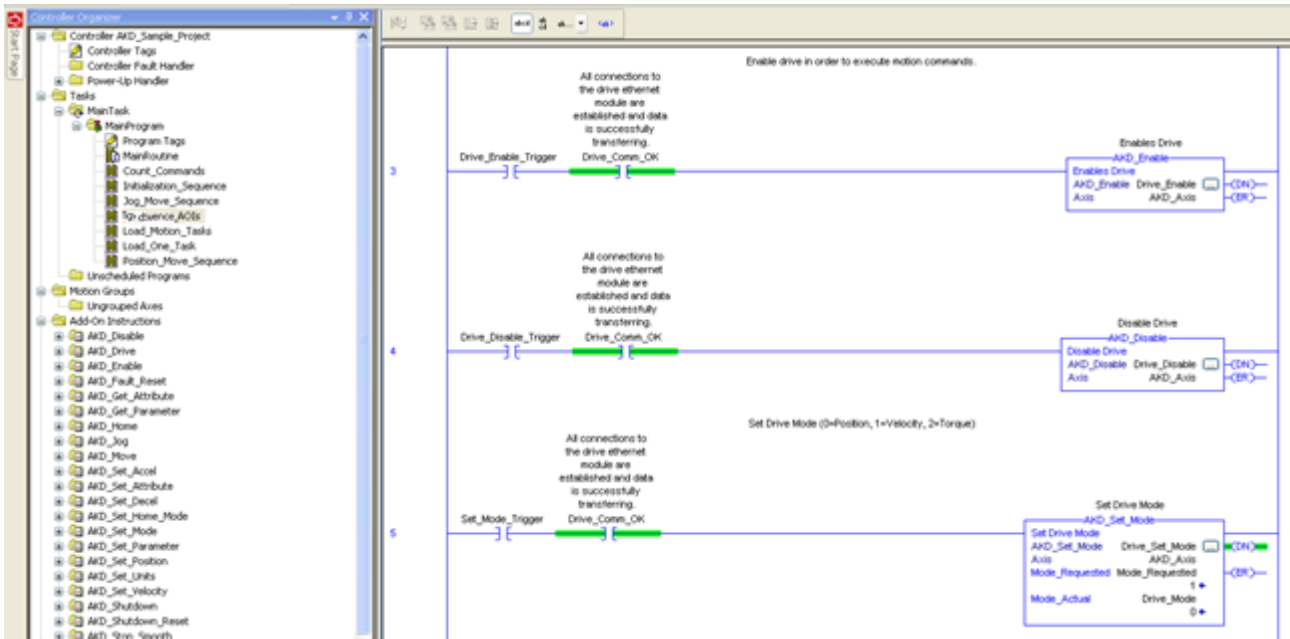 Controller Organizer
Start Page
Controller AKD_Sample_Project
Controller Tags
Controller Fault Handler
Power-Up Handler
Tasks
MainTask
MainProgram
Program Tags
MainRoutine
Count_Commands
Initialization_Sequence
Jog_Move_Sequence
AOIs
Load_Motion_Tasks
Load_One_Task
Position_Move_Sequence
Unscheduled Programs
Motion Groups
Ungrouped Axes
Add-On Instructions
AKD_Disable
AKD_Drive
AKD_Enable
AKD_Fault_Reset
AKD_Get_Attribute
AKD_Get_Parameter
AKD_Home
AKD_Jog
AKD_Move
AKD_Set_Accel
AKD_Set_Attribute
AKD_Set_Decel
AKD_Set_Home_Mode
AKD_Set_Mode
AKD_Set_Parameter
AKD_Set_Position
AKD_Set_Units
AKD_Set_Velocity
AKD_Shutdown
AKD_Shutdown_Reset
AKD_Stop_Smooth
Enable drive in order to execute motion commands.
All connections to
the drive ethernet
module are
established and data
is successfully
transferring.
Drive_Enable_Trigger Drive_Comm_OK
3
Enables Drive
AKD_Enable
Enables Drive
AKD_Enable Drive_Enable ... (DN)
Axis AKD_Axis (ER)
All connections to
the drive ethernet
module are
established and data
is successfully
transferring.
Drive_Disable_Trigger Drive_Comm_OK
4
Disable Drive
AKD_Disable
Disable Drive
AKD_Disable Drive_Disable ... (DN)
Axis AKD_Axis (ER)
Set Drive Mode (0=Position, 1=Velocity, 2=Torque)
All connections to
the drive ethernet
module are
established and data
is successfully
transferring.
Set_Mode_Trigger Drive_Comm_OK
5
Set Drive Mode
AKD_Set_Mode
Set Drive Mode
AKD_Set_Mode Drive_Set_Mode ... (DN)
Axis AKD_Axis
Mode_Requested Mode_Requested (ER)
1
Mode_Actual Drive_Mode
0